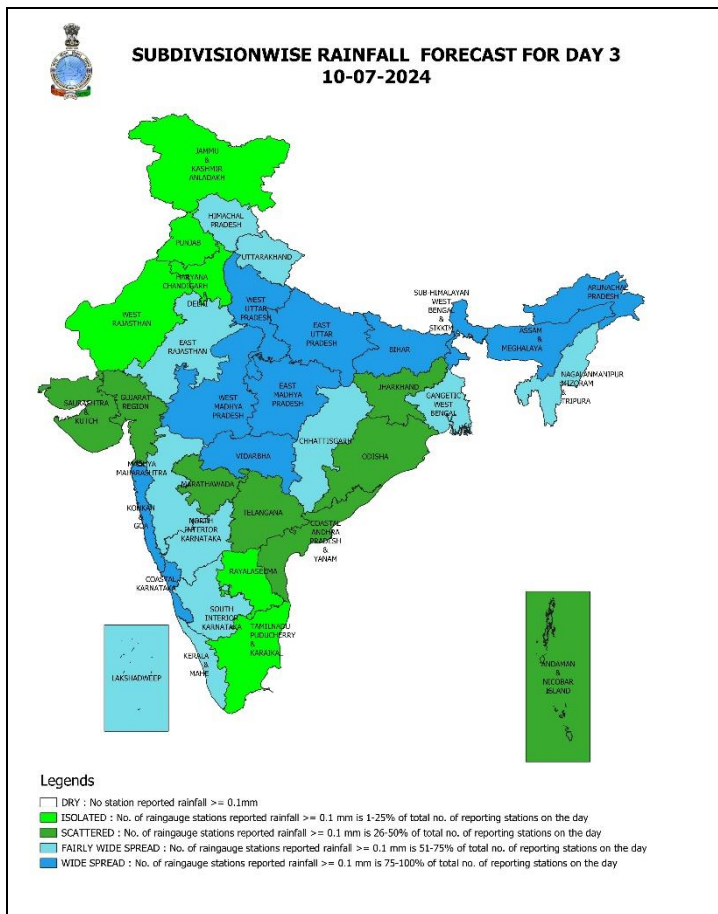 SUBDIVISIONWISE RAINFALL FORECAST FOR DAY 3
10-07-2024
JAMMU
&
KASHMIR
ANLADAKH
HIMACHAL
PRADESH
PUNJAB
UTTARAKHAND
HARYANA
CHANDIGARH
&
DELHI
WEST
UTTAR
PRADESH
WEST
RAJASTHAN
EAST
RAJASTHAN
EAST
UTTAR
PRADESH
BIHAR
SUB-HIMALAYAN
WEST
BENGAL
&
SIKKIM
ARUNACHAL
PRADESH
ASSAM
&
MEGHALAYA
NAGALANMANIPUR
MIZORAM
&
TRIPURA
SAURASHTRA
&
KUTCH
GUJARAT
REGION
WEST
MADHYA
PRADESH
EAST
MADHYA
PRADESH
JHARKHAND
GANGETIC
WEST
BENGAL
CHHATTISGARH
ODISHA
VIDARBHA
MADHYA
MAHARASHTRA
MARATHAWADA
KONKAN
&
GOA
NORTH
INTERIOR
KARNATAKA
TELANGANA
COASTAL
ANDHRA
PRADESH
&
YANAM
RAYALASEEMA
COASTAL
KARNATAKA
SOUTH
INTERIOR
KARNATAKA
TAMILNADU
PUDUCHERRY
&
KARAIKAL
KERALA
&
MAHE
LAKSHADWEEP
ANDAMAN
&
NICOBAR
ISLAND
Legends
DRY : No station reported rainfall >= 0.1mm
ISOLATED : No. of raingauge stations reported rainfall >= 0.1 mm is 1-25% of total no. of reporting stations on the day
SCATTERED : No. of raingauge stations reported rainfall >= 0.1 mm is 26-50% of total no. of reporting stations on the day
FAIRLY WIDE SPREAD : No. of raingauge stations reported rainfall >= 0.1 mm is 51-75% of total no. of reporting stations on the day
WIDE SPREAD : No. of raingauge stations reported rainfall >= 0.1 mm is 75-100% of total no. of reporting stations on the day